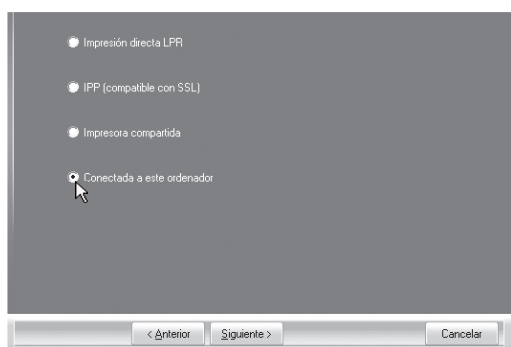 Impresión directa LPR
IPP (compatible con SSL)
Impresora compartida
Conectada a este ordenador
< Anterior Siguiente > Cancelar